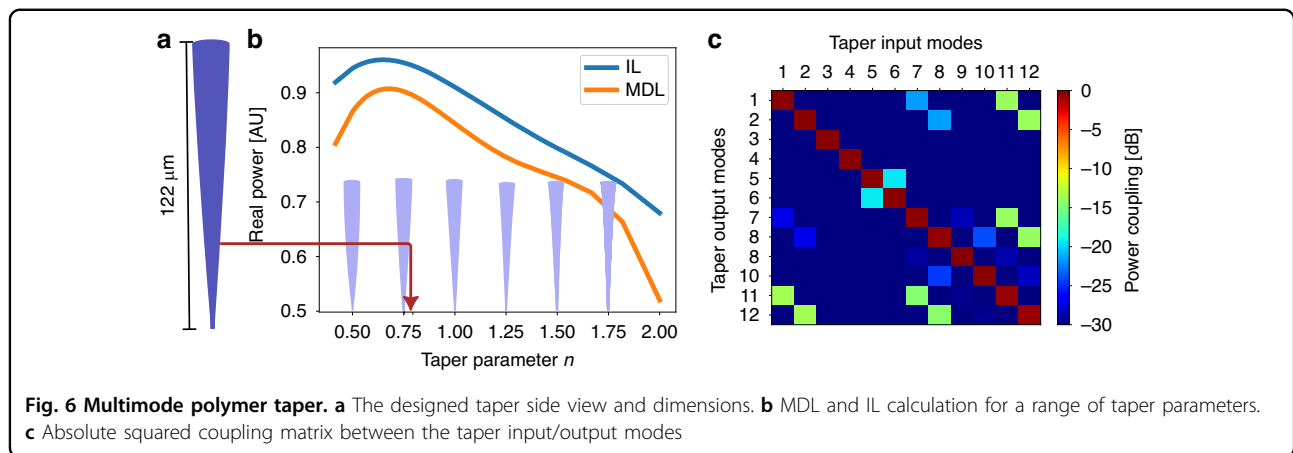 a
122 µm
b
Real power [AU]
0.9
0.8
0.7
0.6
0.5
0.50 0.75 1.00 1.25 1.50 1.75 2.00
Taper parameter n
IL
MDL
c
Taper input modes
1 2 3 4 5 6 7 8 9 10 11 12
Taper output modes
1
2
3
4
5
6
7
8
8
10
11
12
0
−5
−10
−15
−20
−25
−30
Power coupling [dB]
Fig. 6 Multimode polymer taper. a The designed taper side view and dimensions. b MDL and IL calculation for a range of taper parameters.
c Absolute squared coupling matrix between the taper input/output modes